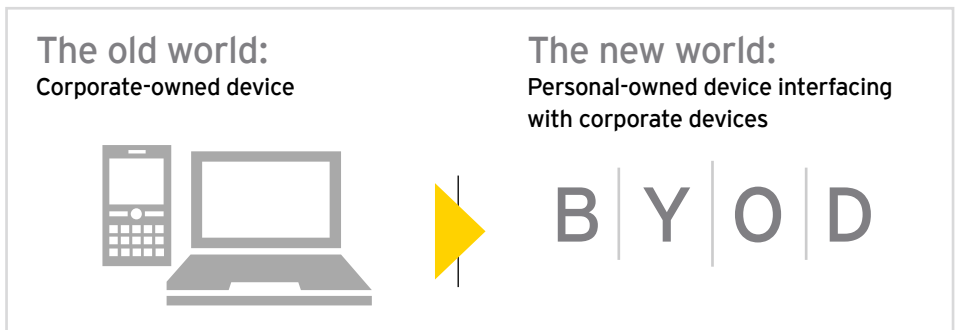 The old world:
Corporate-owned device
The new world:
Personal-owned device interfacing
with corporate devices
B Y O D